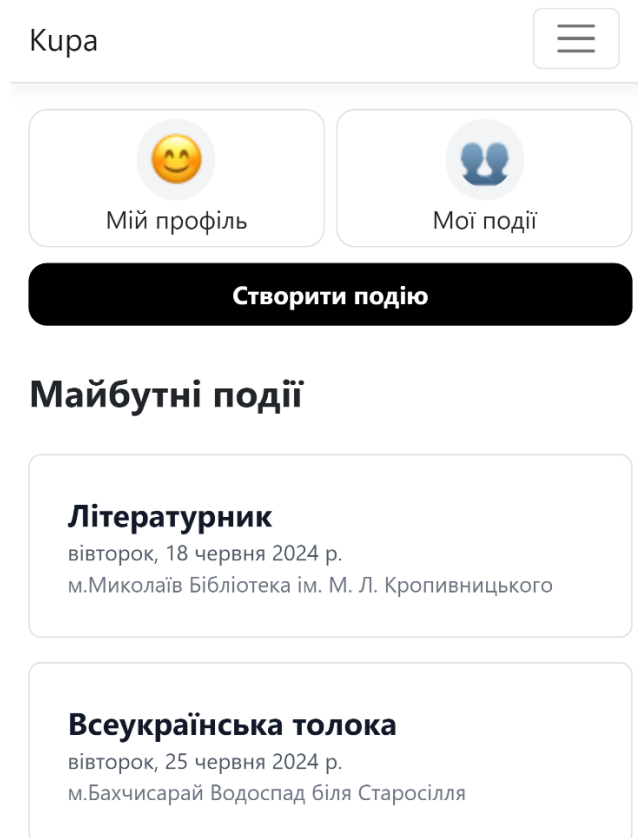 Kupa
Мій профіль
Мої події
Створити подію
Майбутні події
Літературник
вівторок, 18 червня 2024 р.
м.Миколаїв Бібліотека ім. М. Л. Кропивницького
Всеукраїнська толока
вівторок, 25 червня 2024 р.
м.Бахчисарай Водоспад біля Старосілля